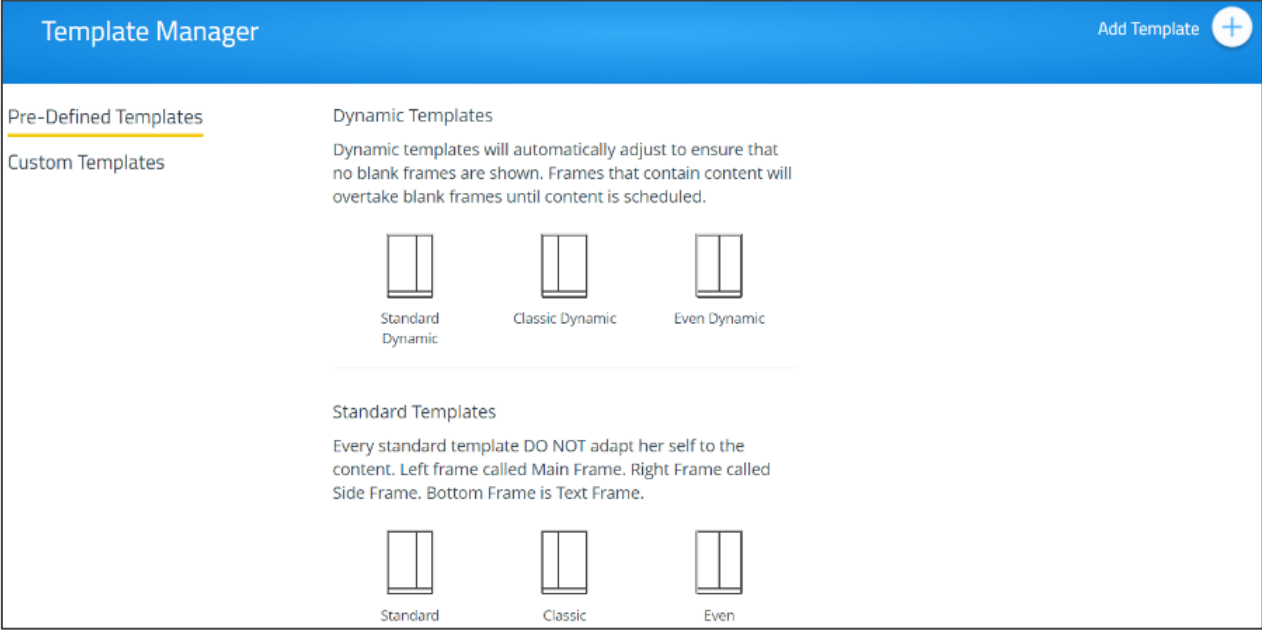 Template Manager
Add Template
Pre-Defined Templates
Custom Templates
Dynamic Templates
Dynamic templates will automatically adjust to ensure that
no blank frames are shown. Frames that contain content will
overtake blank frames until content is scheduled.
Standard
Dynamic
Classic Dynamic
Even Dynamic
Standard Templates
Every standard template DO NOT adapt her self to the
content. Left frame called Main Frame. Right Frame called
Side Frame. Bottom Frame is Text Frame.
Standard
Classic
Even